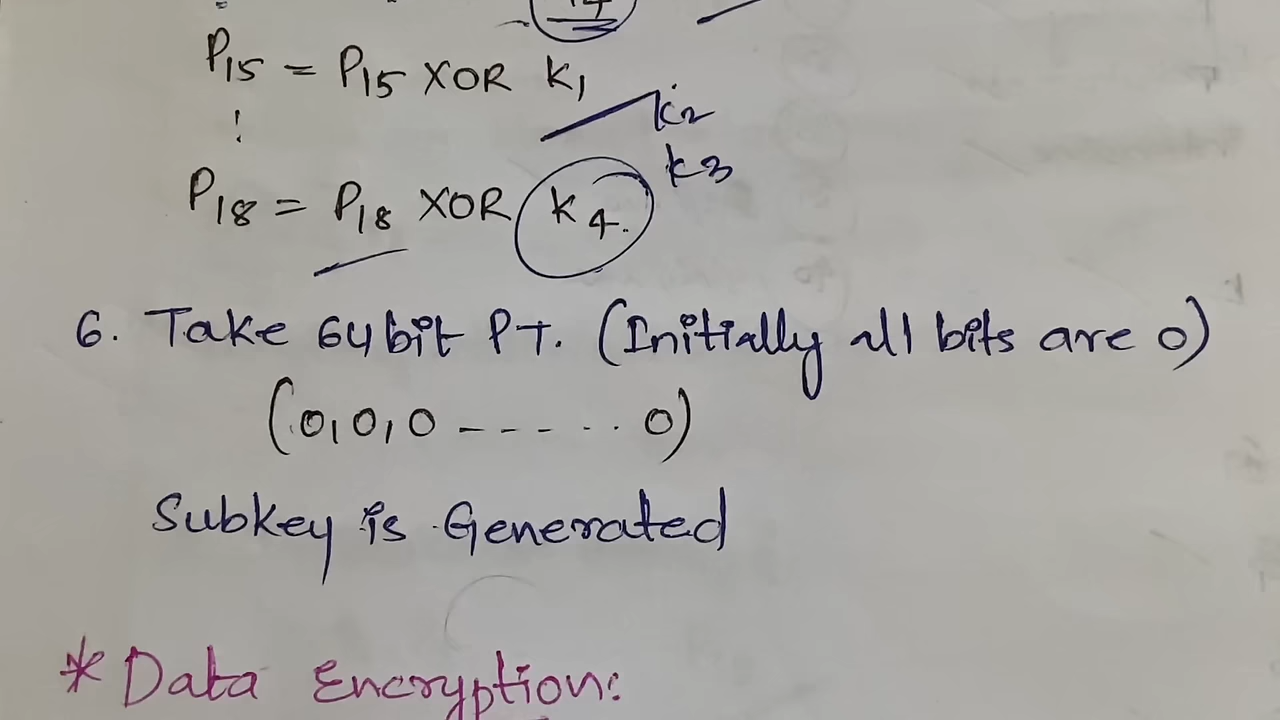 14
P15 = P15 XOR K1
K2
K3
P18 = P18 XOR K4.
6. Take 64bit PT. (Initially all bits are 0)
(0,0,0 ----... 0)
Subkey is Generated
* Data Encryption: